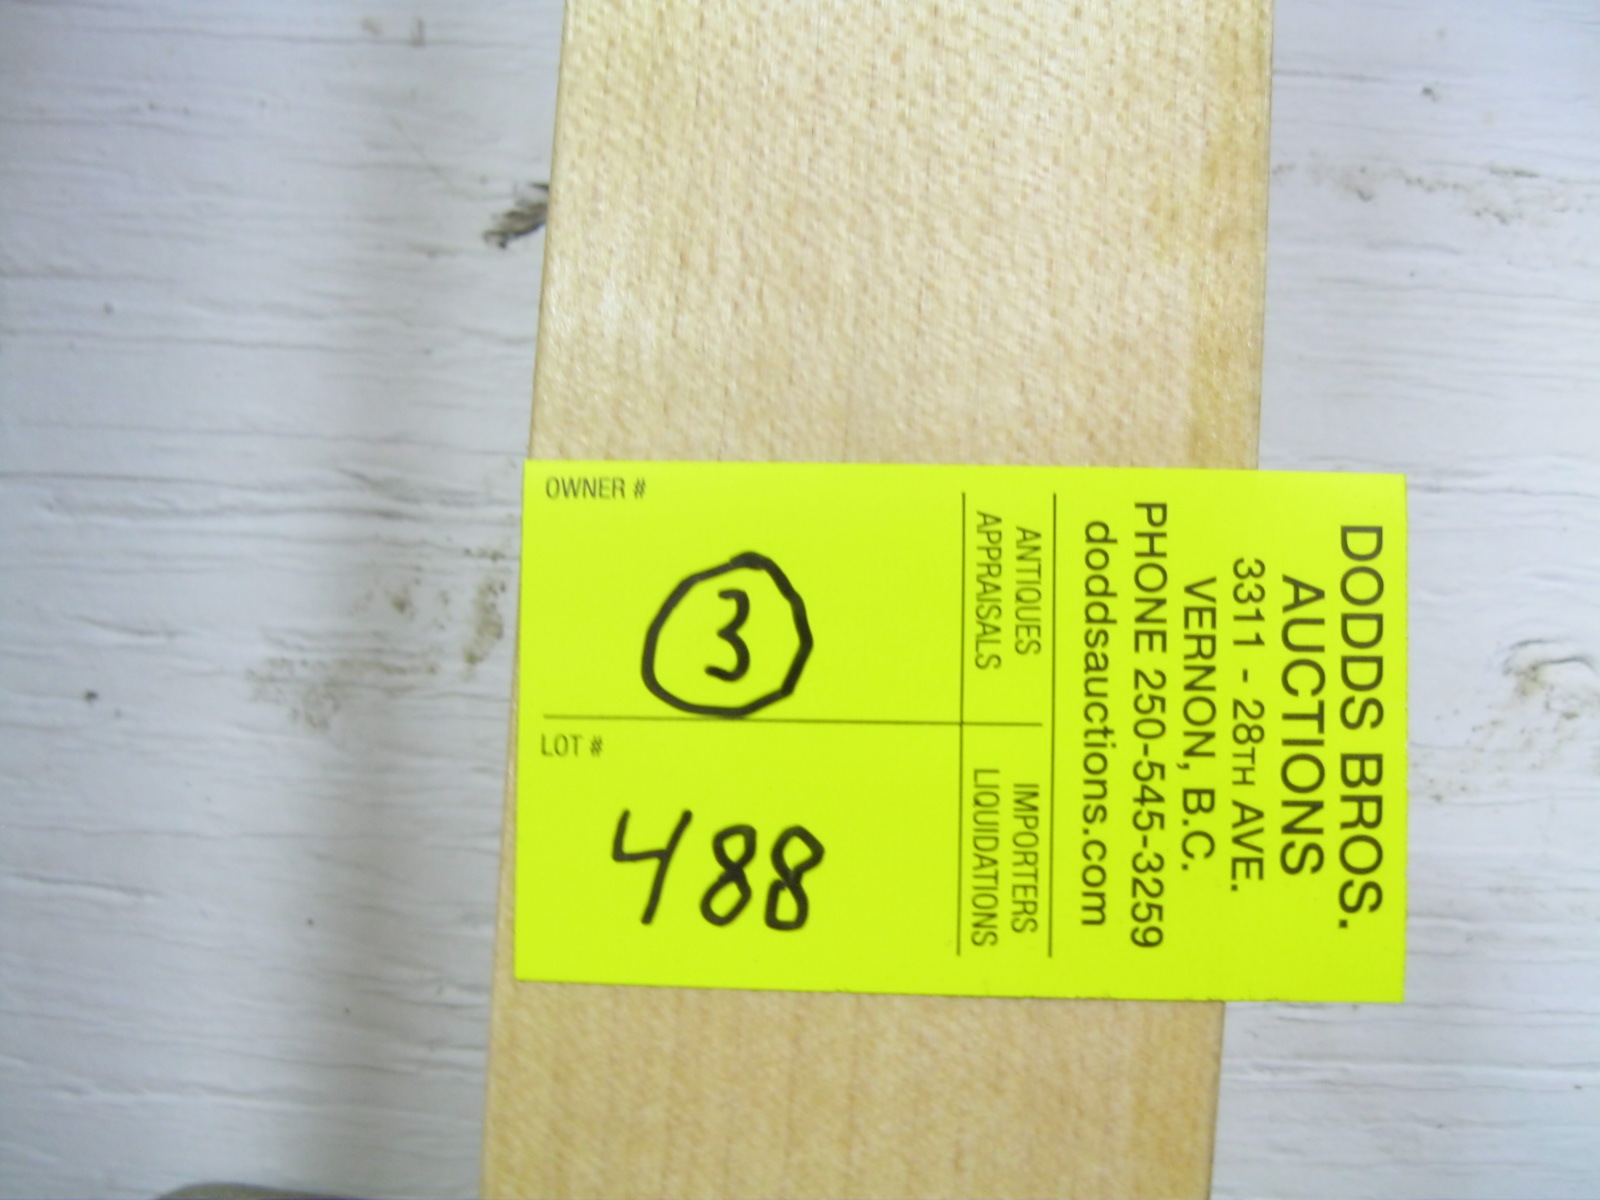 DODDS BROS.
AUCTIONS
3311 - 28TH AVE.
VERNON, B.C.
PHONE 250-545-3259
doddsauctions.com
ANTIQUES
APPRAISALS
IMPORTERS
LIQUIDATIONS
OWNER #
3
LOT #
488